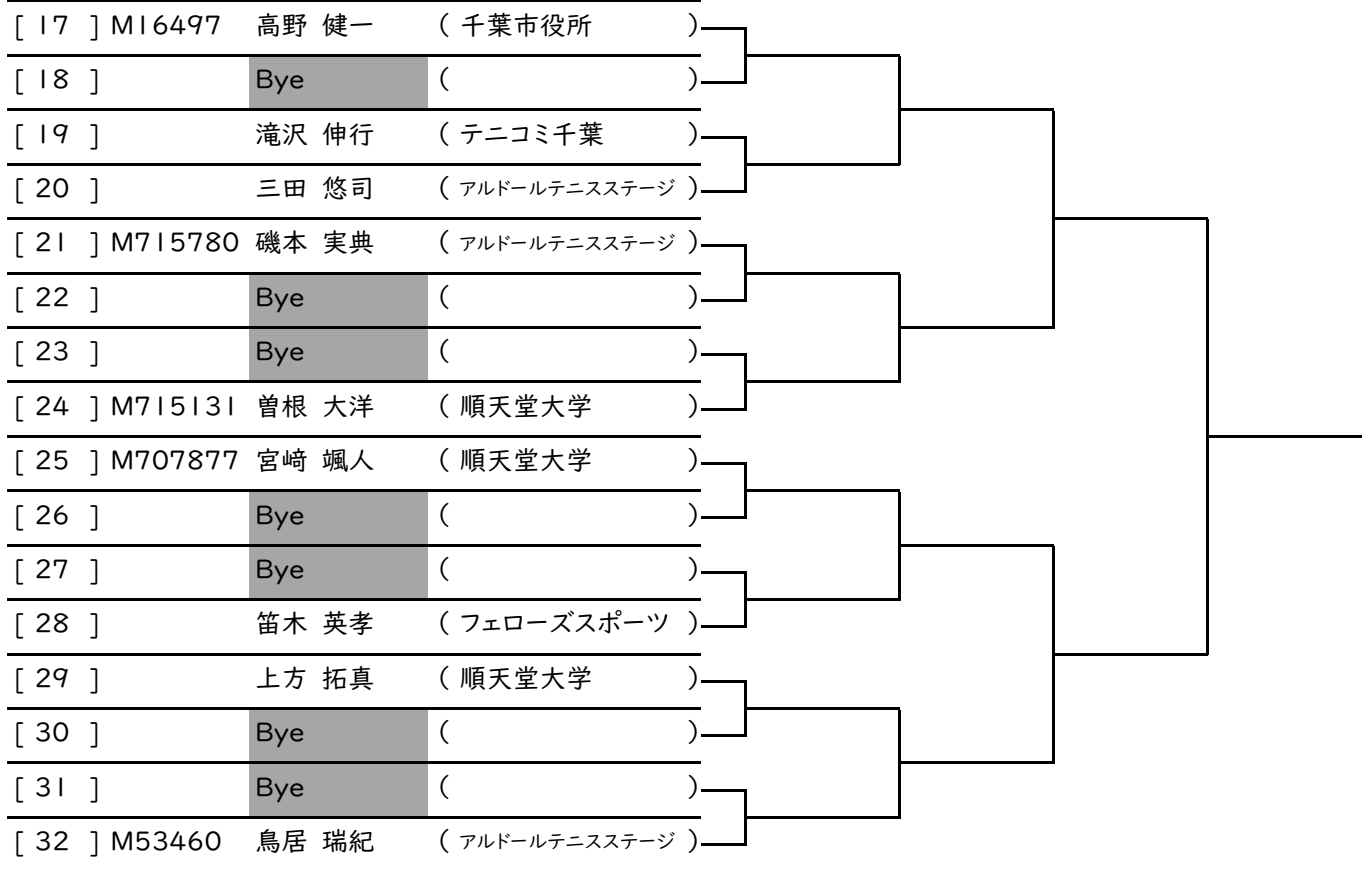 [ 17 ] M16497 高野 健一 ( 千葉市役所 )
[ 18 ] Bye ( )
[ 19 ] 滝沢 伸行 ( テニコミ千葉 )
[ 20 ] 三田 悠司 ( アルドールテニスステージ )
[ 21 ] M715780 磯本 実典 ( アルドールテニスステージ )
[ 22 ] Bye ( )
[ 23 ] Bye ( )
[ 24 ] M715131 曽根 大洋 ( 順天堂大学 )
[ 25 ] M707877 宮﨑 颯人 ( 順天堂大学 )
[ 26 ] Bye ( )
[ 27 ] Bye ( )
[ 28 ] 笛木 英孝 ( フェローズスポーツ )
[ 29 ] 上方 拓真 ( 順天堂大学 )
[ 30 ] Bye ( )
[ 31 ] Bye ( )
[ 32 ] M53460 鳥居 瑞紀 ( アルドールテニスステージ )